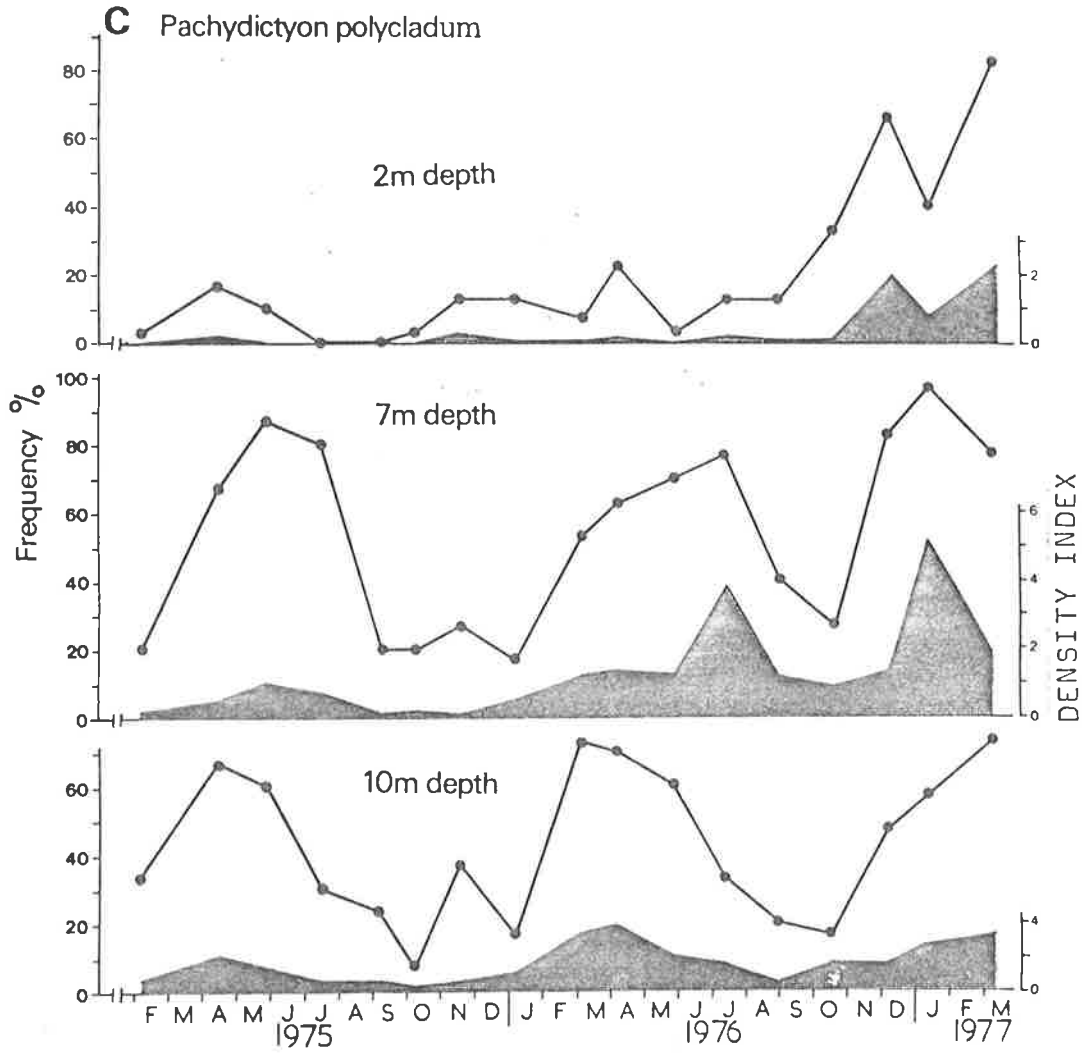 C Pachydictyon polycladum
80
60
40
20
0
2m depth
2
0
Frequency %
100
80
60
40
20
0
7m depth
6
4
2
0
DENSITY INDEX
60
40
20
0
10m depth
4
0
F M A M J J A S O N D J F M A M J J A S O N D J F M
1975 1976 1977